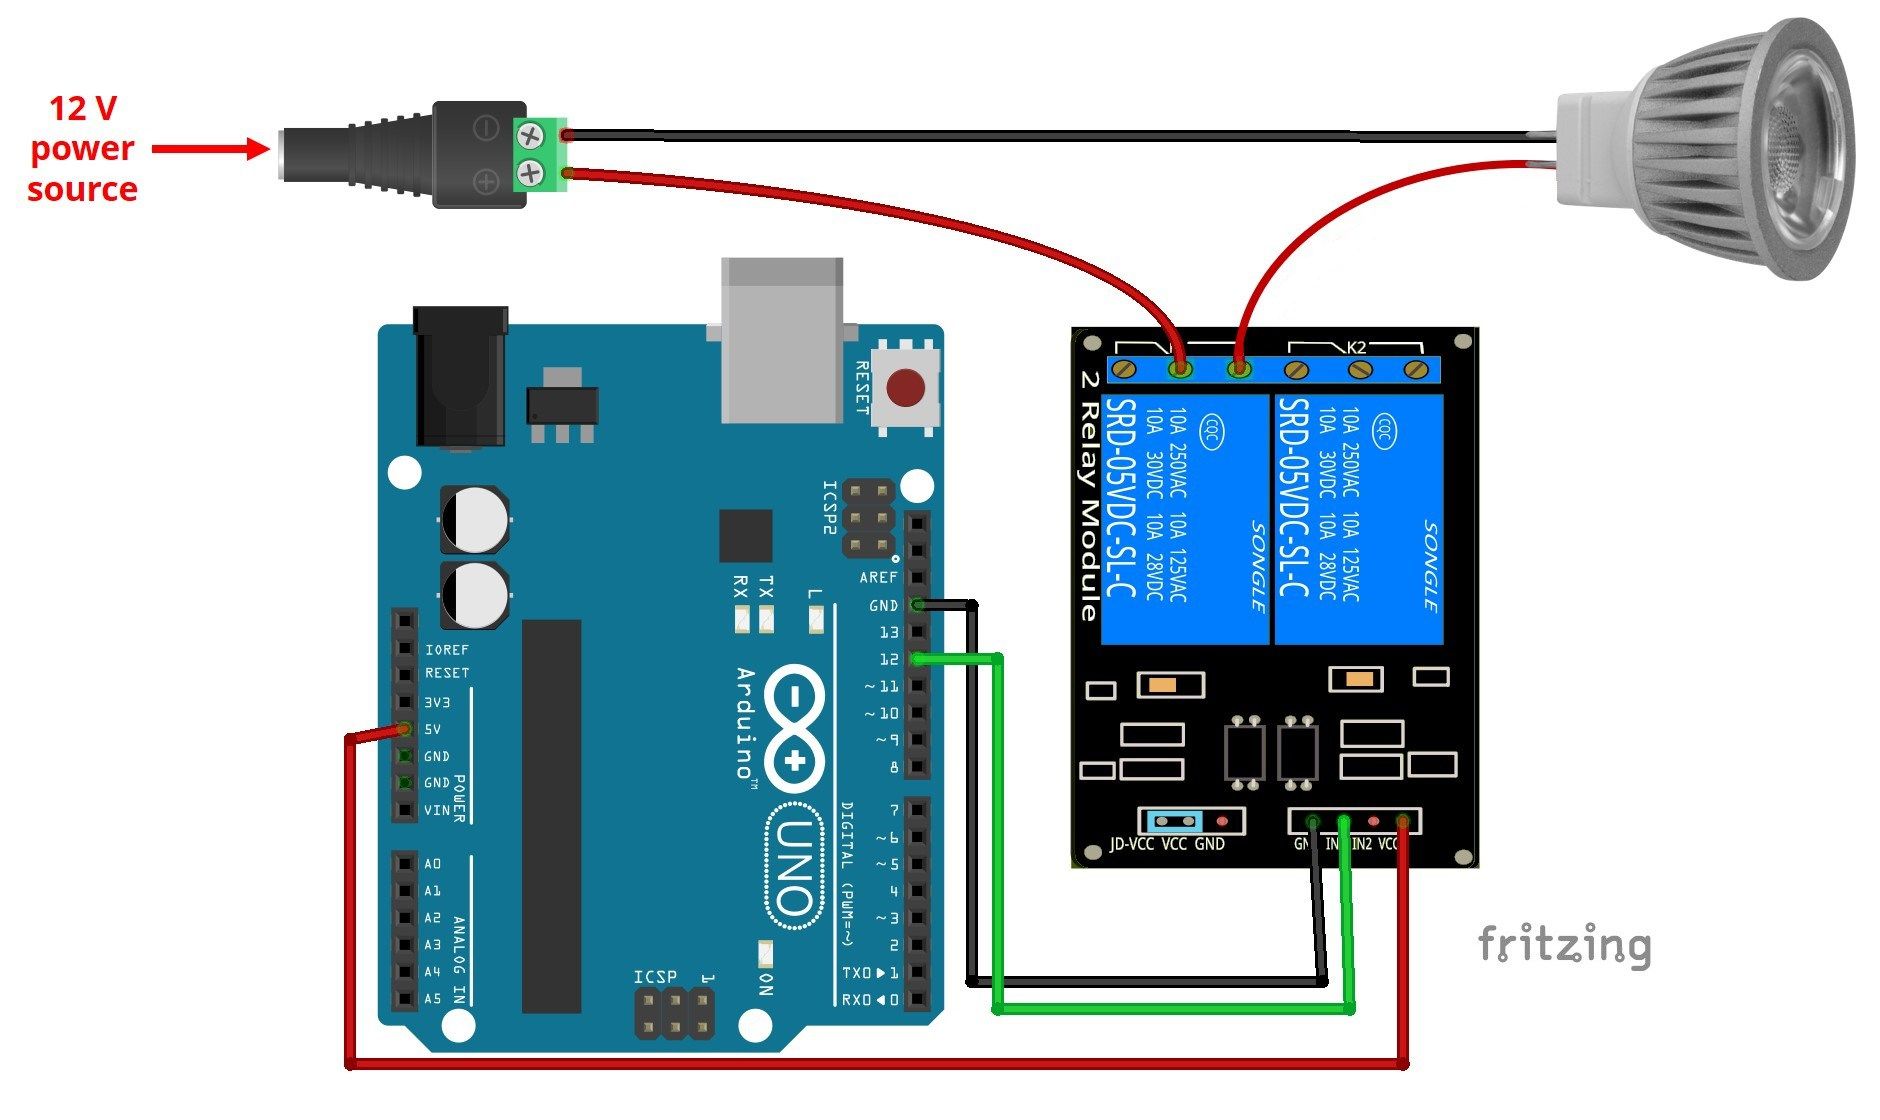 12 V
power
source
RESET
ICSP2
AREF
GND
13
12
~11
~10
~9
8
7
~6
~5
4
~3
2
TX0▶1
RX0◀0
IOREF
RESET
3V3
5V
GND
GND
VIN
POWER
A0
A1
A2
A3
A4
A5
ANALOG IN
RX
TX
L
Arduino™
UNO
DIGITAL (PWM=~)
ICSP
1
ON
K2
2 Relay Module
SRD-05VDC-SL-C
10A 30VDC 10A 28VDC
10A 250VAC 10A 125VAC
CQC
SONGLE
SRD-05VDC-SL-C
10A 30VDC 10A 28VDC
10A 250VAC 10A 125VAC
CQC
SONGLE
JD-VCC VCC GND
GN IN IN2 VCC
fritzing